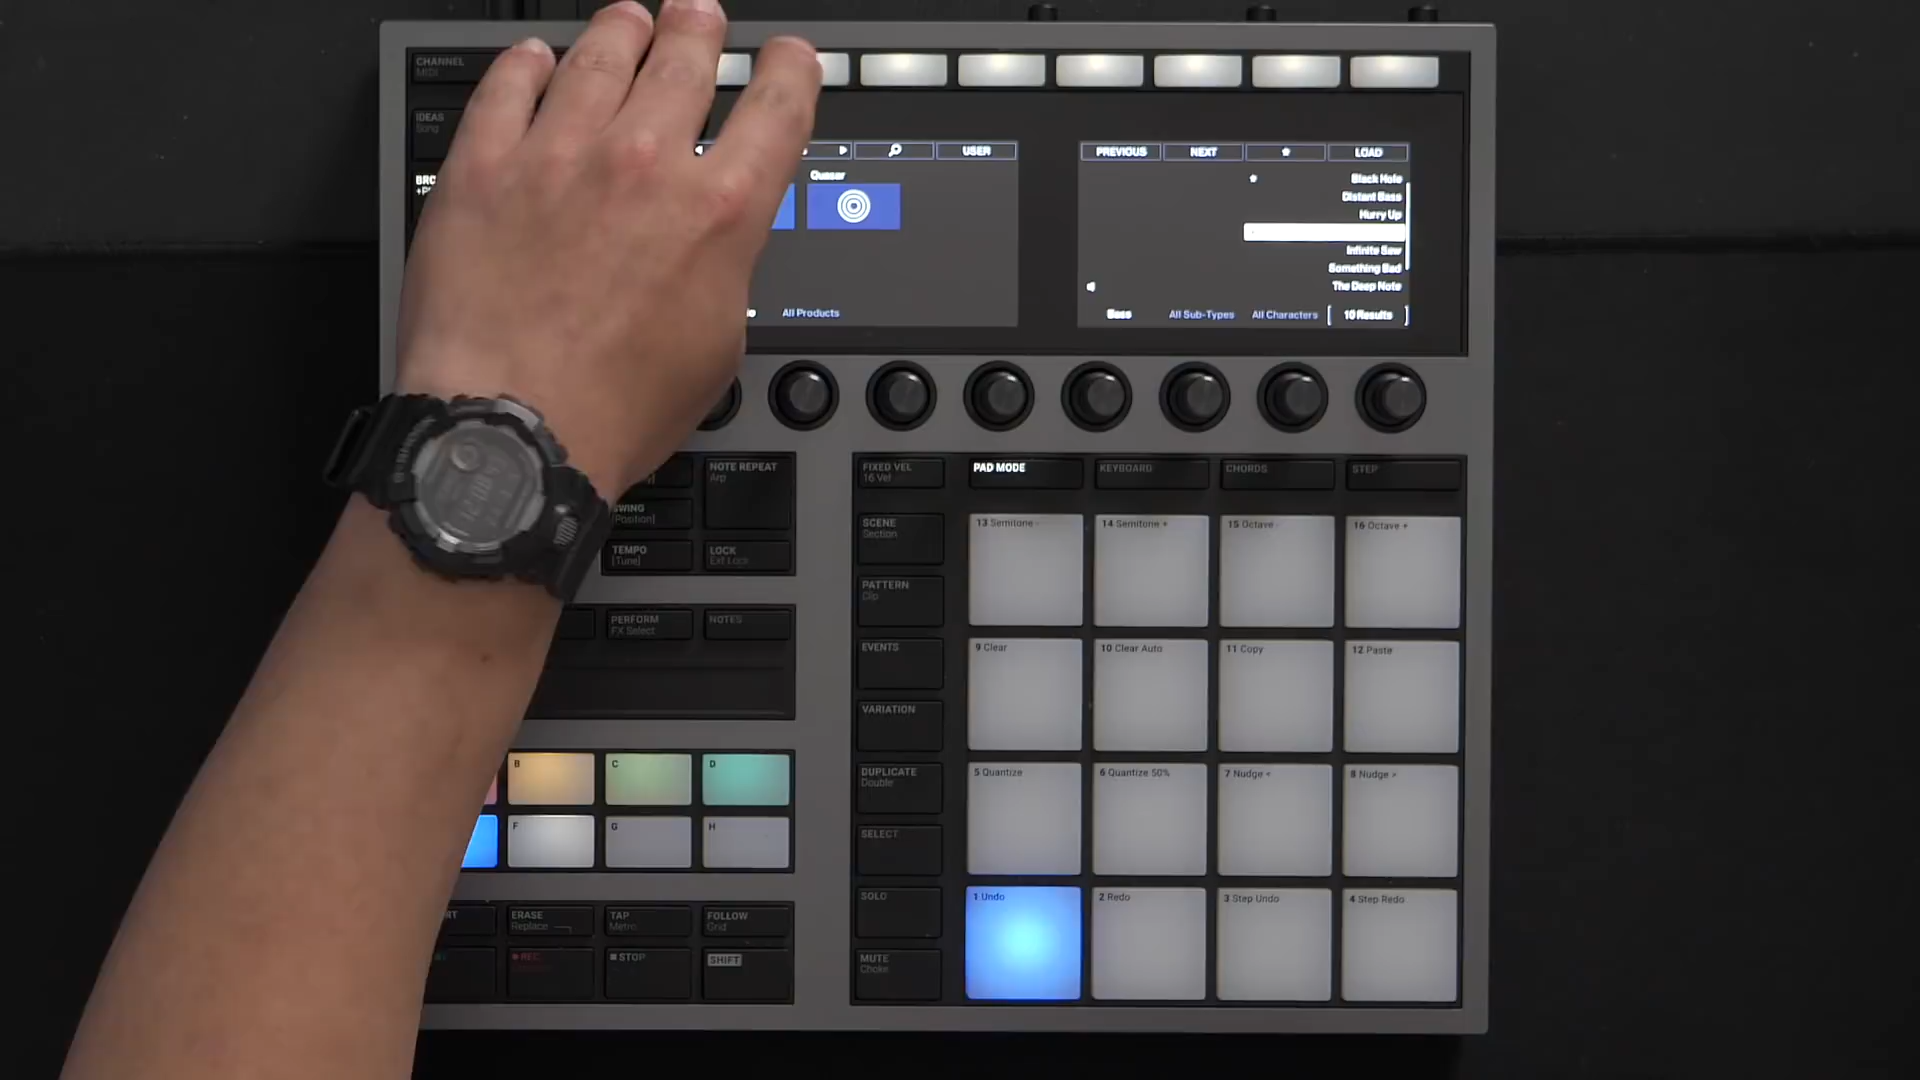 CHANNEL
MIDI
IDEAS
Song
USER
PREVIOUS NEXT LOAD
Quasar
Black Hole
Distant Bass
Hurry Up
Infinite Saw
Something Bad
The Deep Note
All Products
Bass All Sub-Types All Characters 10 Results
NOTE REPEAT
Arp
[Position]
TEMPO
[Tune]
LOCK
Ext Lock
PERFORM
FX Select
NOTES
B C D
F G H
ERASE
Replace
TAP
Metro
FOLLOW
Grid
REC
STOP
SHIFT
FIXED VEL
16 Vel
PAD MODE KEYBOARD CHORDS STEP
SCENE
Section
PATTERN
Clip
EVENTS
VARIATION
DUPLICATE
Double
SELECT
SOLO
MUTE
Choke
13 Semitone - 14 Semitone + 15 Octave - 16 Octave +
9 Clear 10 Clear Auto 11 Copy 12 Paste
5 Quantize 6 Quantize 50% 7 Nudge < 8 Nudge >
1 Undo 2 Redo 3 Step Undo 4 Step Redo